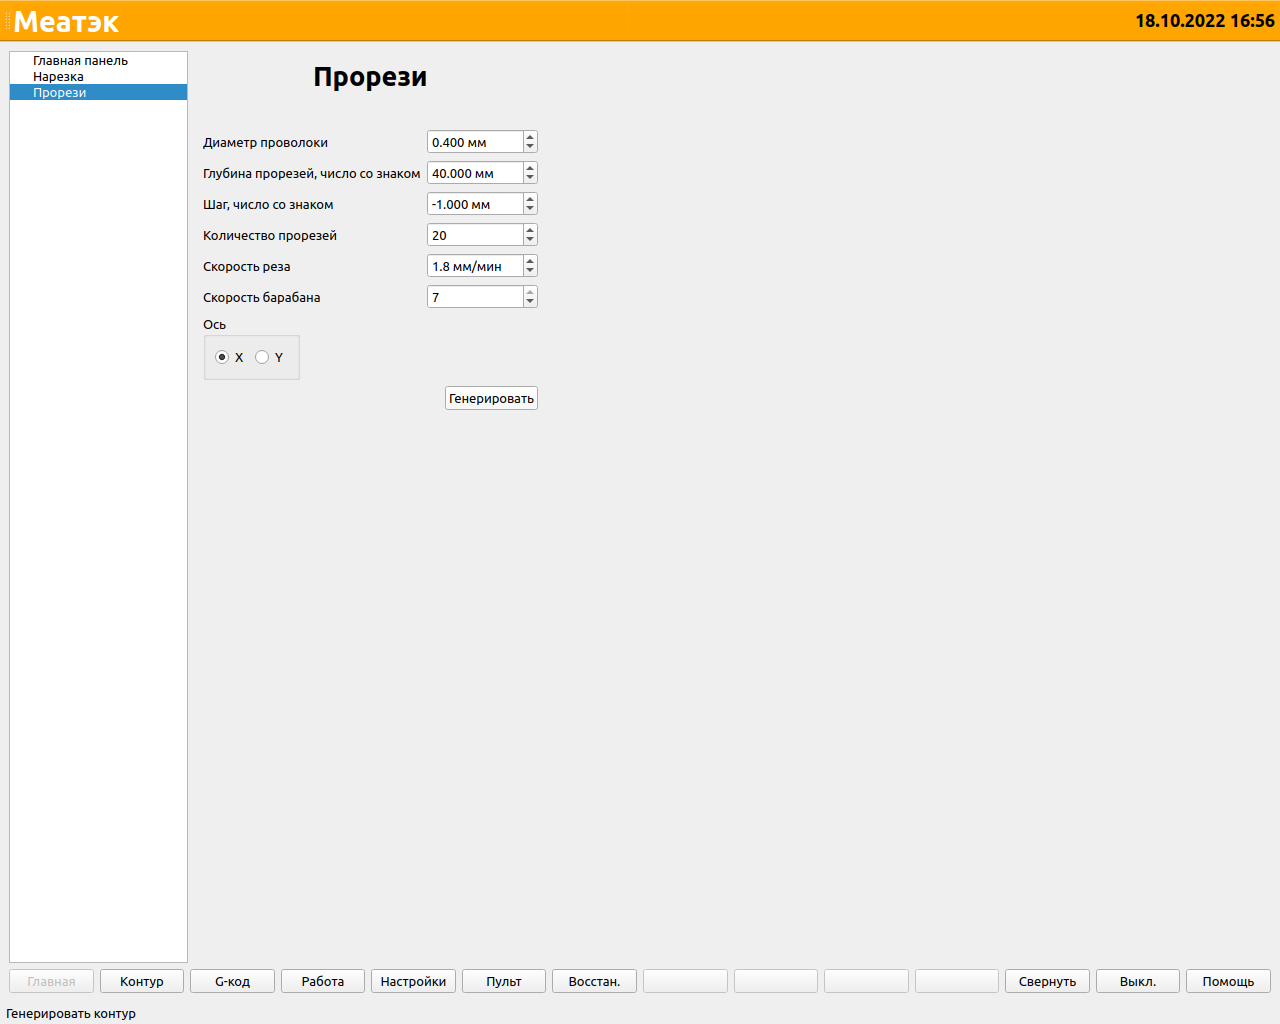 Меатэк
18.10.2022 16:56
Главная панель
Нарезка
Прорези
Прорези
Диаметр проволоки
0.400 мм
Глубина прорезей, число со знаком
40.000 мм
Шаг, число со знаком
-1.000 мм
Количество прорезей
20
Скорость реза
1.8 мм/мин
Скорость барабана
7
Ось
X
Y
Генерировать
Главная
Контур
G-код
Работа
Настройки
Пульт
Восстан.
Свернуть
Выкл.
Помощь
Генерировать контур